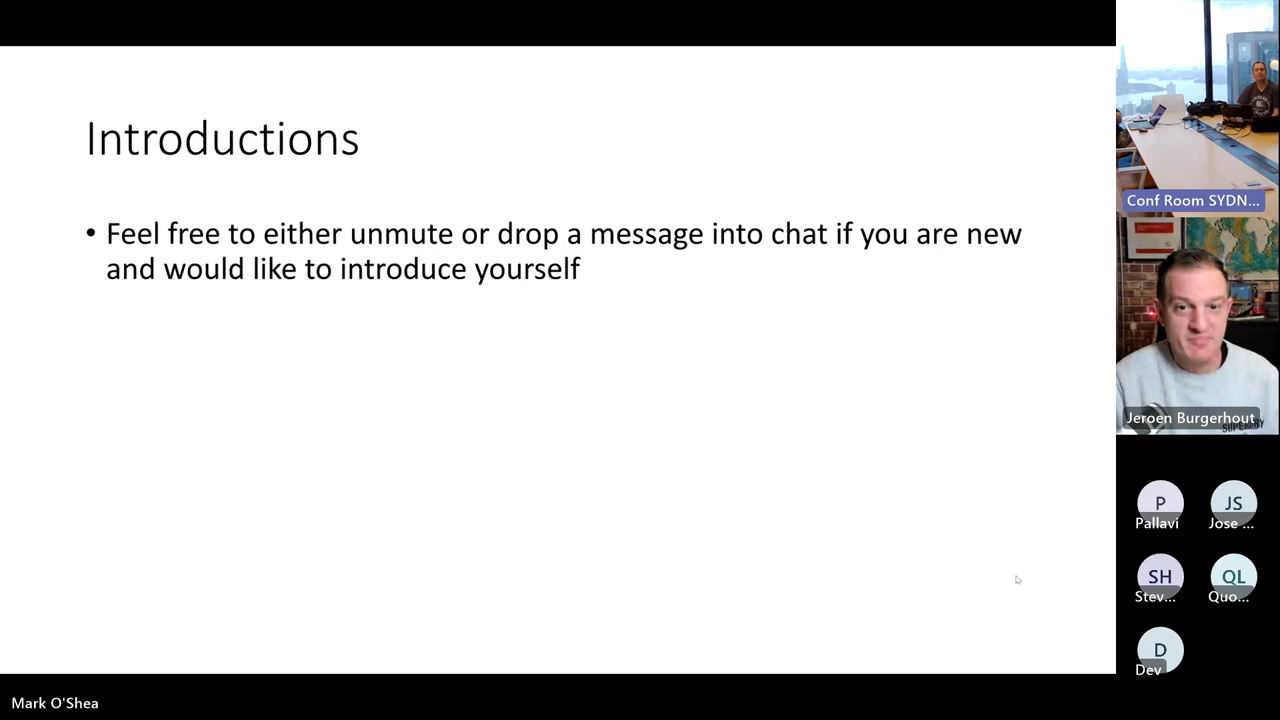 Introductions
• Feel free to either unmute or drop a message into chat if you are new
and would like to introduce yourself
Conf Room SYDN...
Jeroen Burgerhout
P
Pallavi
JS
Jose ...
SH
Stev...
QL
Quo...
D
Dev
Mark O'Shea